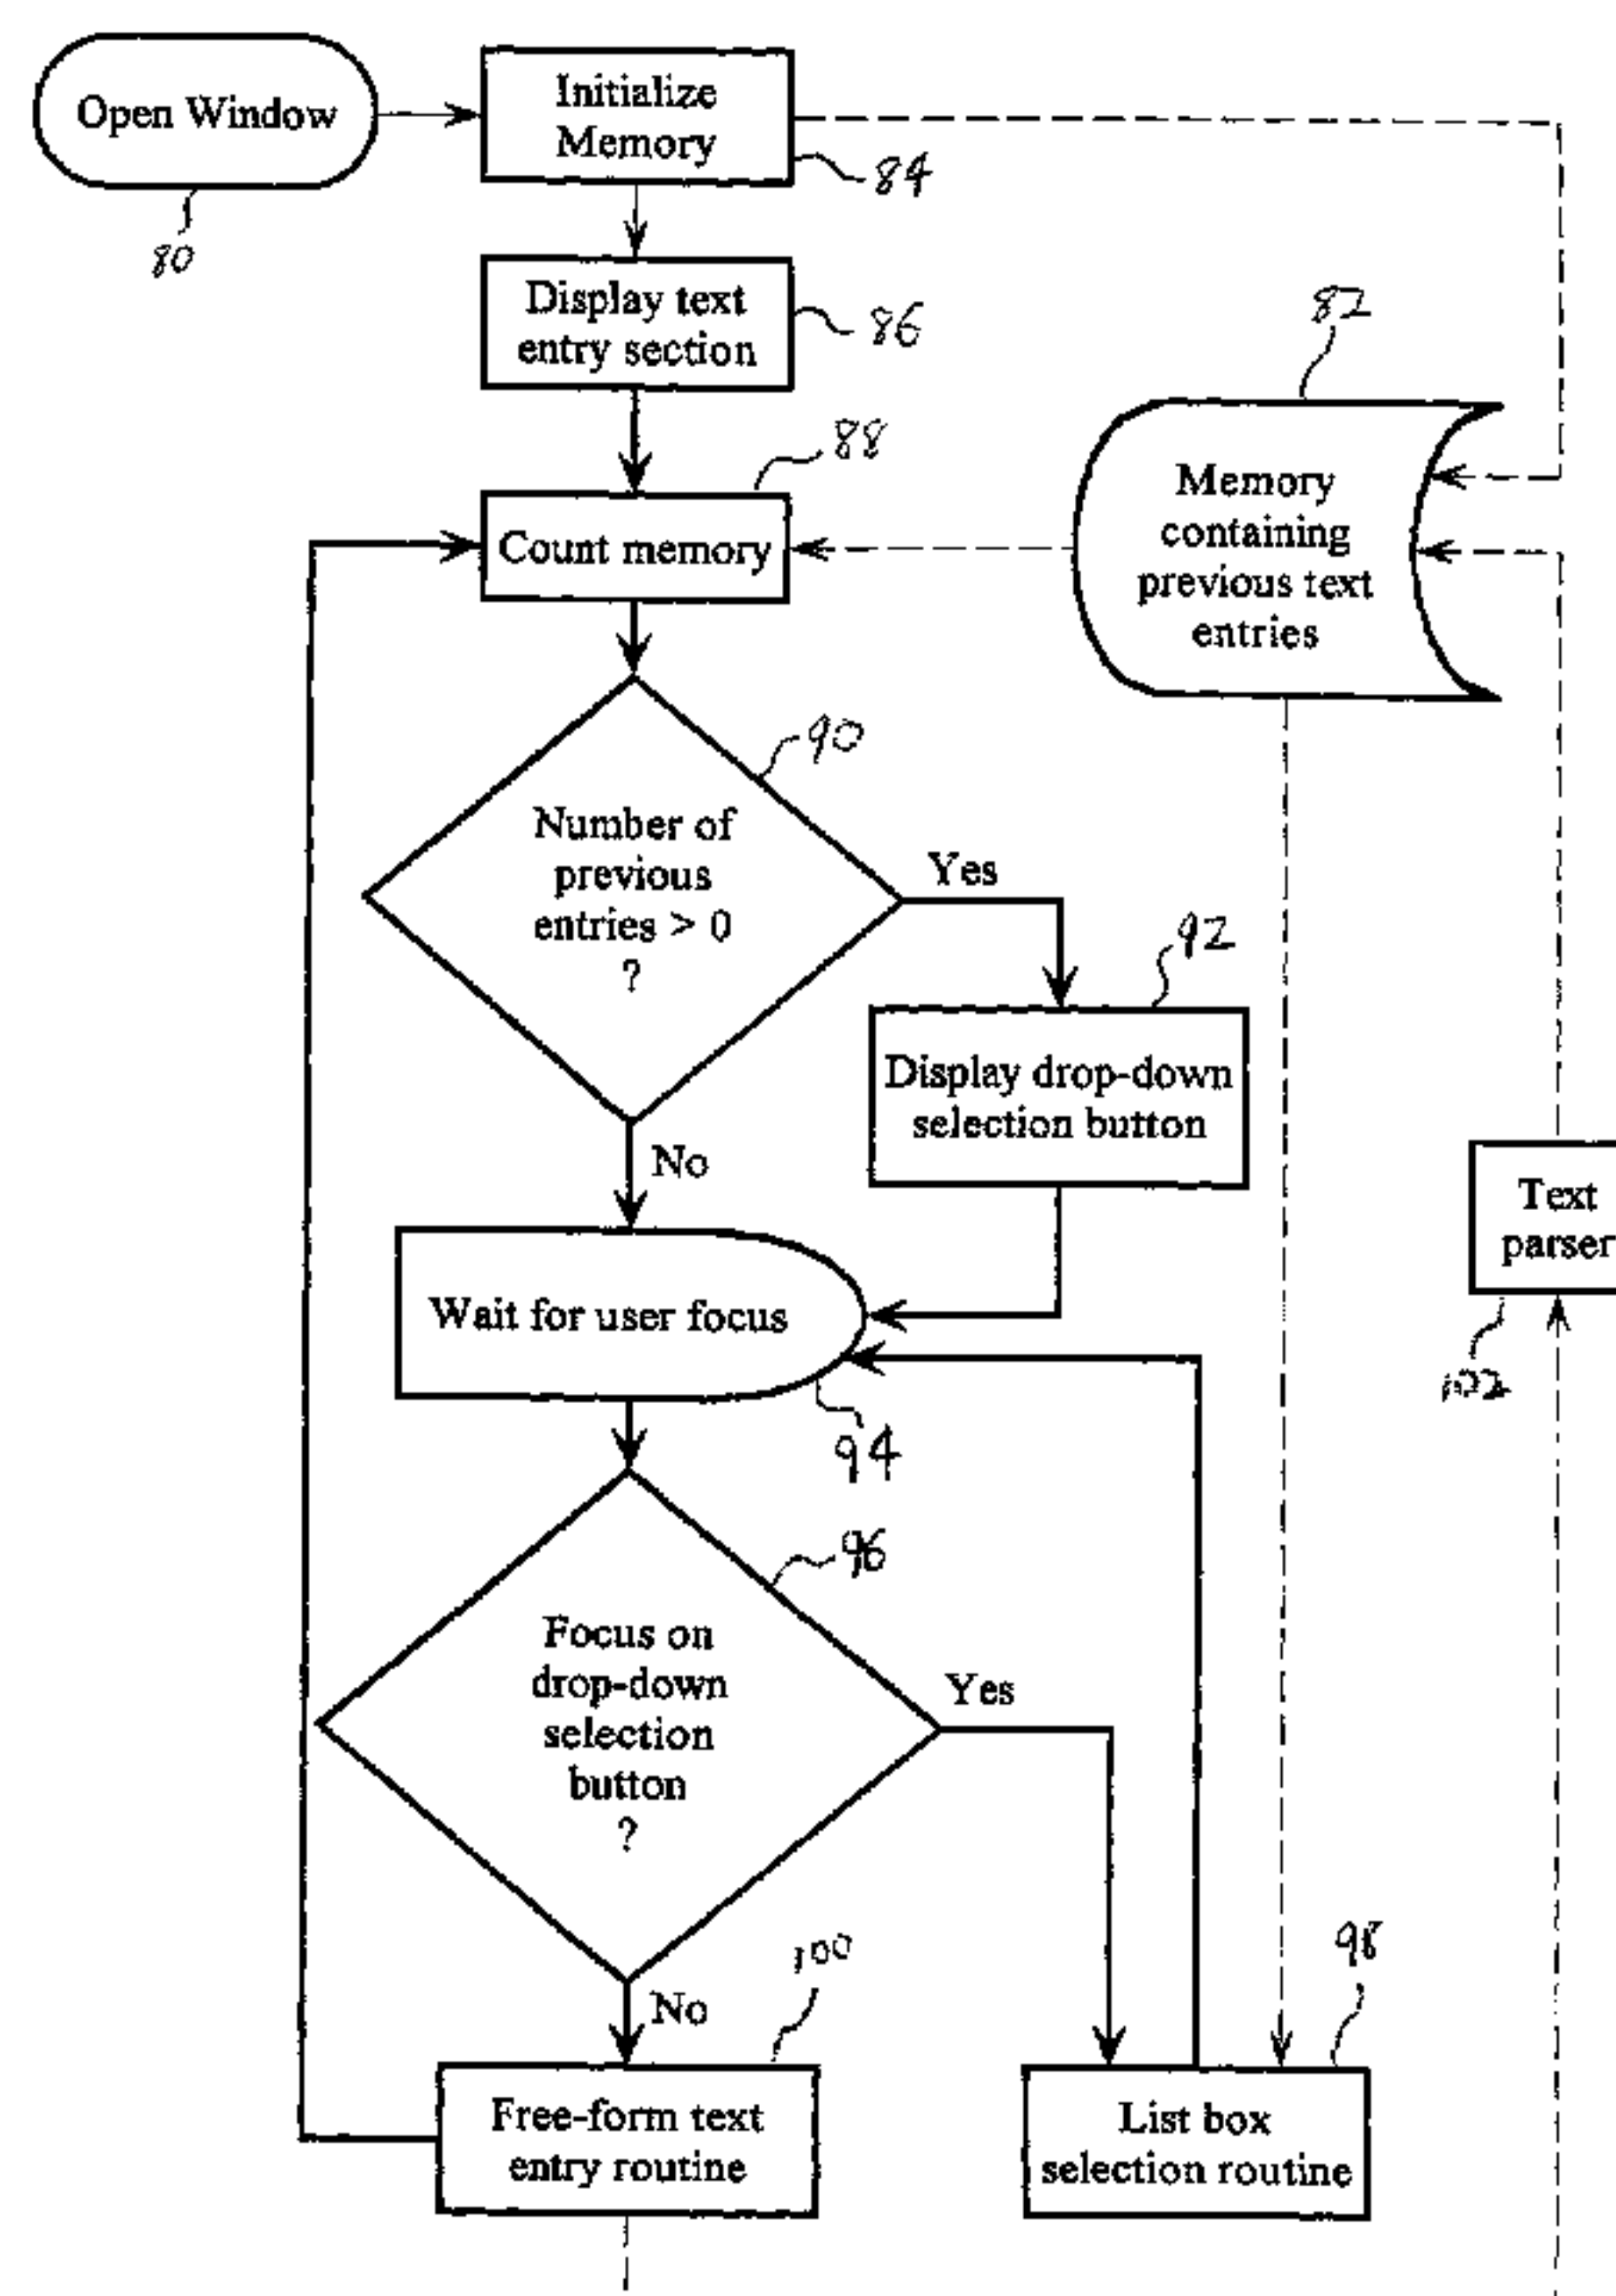 Open Window
80
Initialize
Memory
84
Display text
entry section
86
82
88
Count memory
Memory
containing
previous text
entries
90
Number of
previous
entries > 0
?
Yes
92
Display drop-down
selection button
No
Text
parser
102
Wait for user focus
94
96
Focus on
drop-down
selection
button
?
Yes
No
100
98
Free-form text
entry routine
List box
selection routine